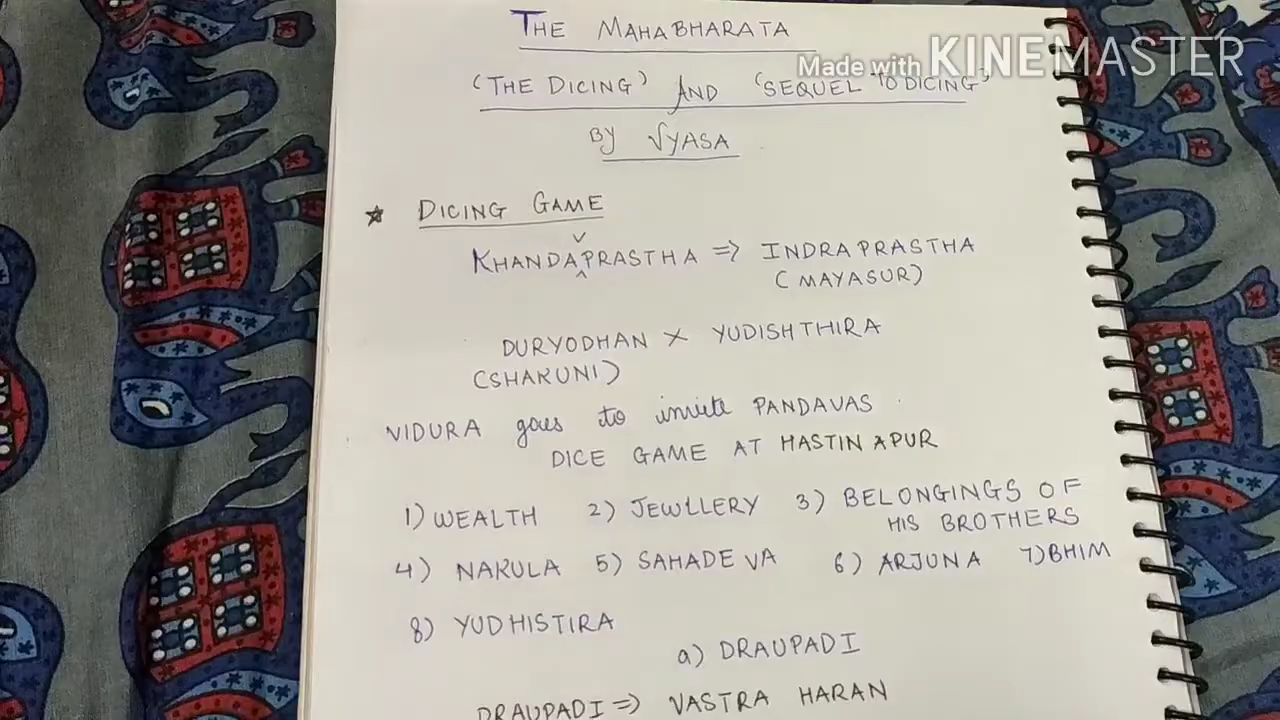 THE MAHABHARATA
Made with KINEMASTER
(THE DICING) AND (SEQUEL TO DICING)
BY VYASA
☆ DICING GAME
KHANDAVPRASTHA => INDRAPRASTHA
(MAYASUR)
DURYODHAN X YUDISHTHIRA
(SHAKUNI)
VIDURA goes to invite PANDAVAS
DICE GAME AT HASTINAPUR
1) WEALTH 2) JEWLLERY 3) BELONGINGS OF
HIS BROTHERS
4) NAKULA 5) SAHADEVA 6) ARJUNA 7) BHIM
8) YUDHISTIRA
a) DRAUPADI
DRAUPADI => VASTRA HARAN